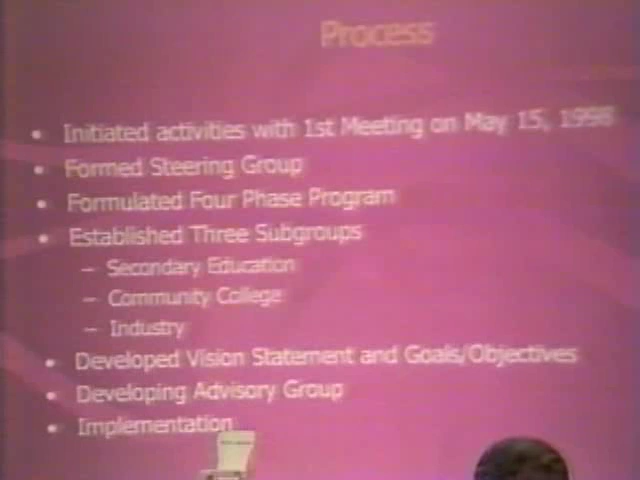 Process
• Initiated activities with 1st Meeting on May 15, 1998
• Formed Steering Group
• Formulated Four Phase Program
• Established Three Subgroups
– Secondary Education
– Community College
– Industry
• Developed Vision Statement and Goals/Objectives
• Developing Advisory Group
• Implementation